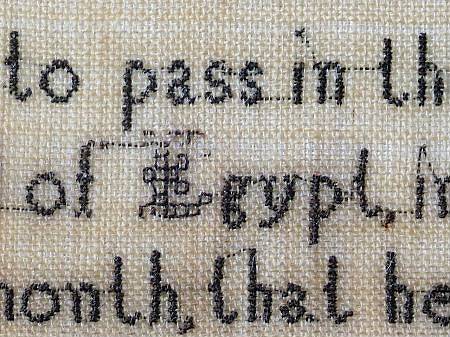 to pass in th
of Egypt, M
month, that he